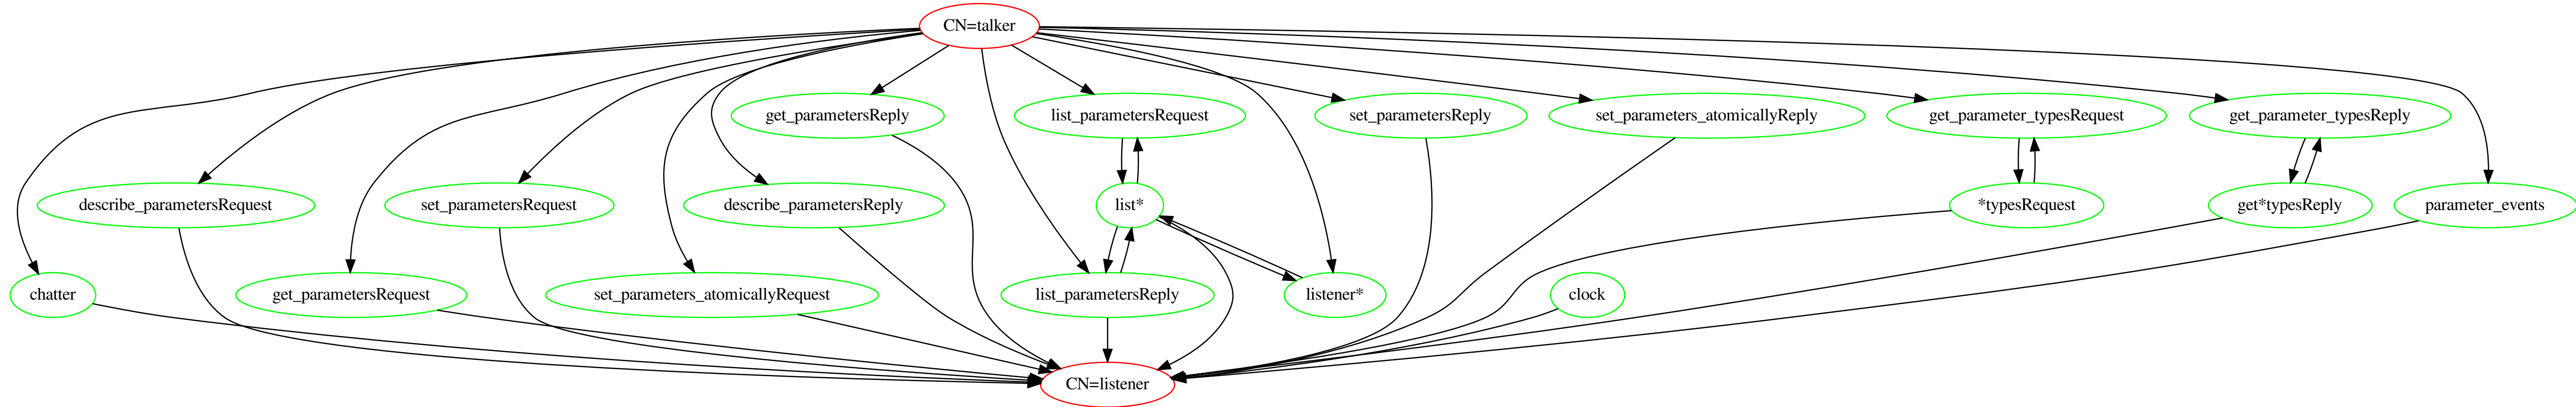 CN=talker
get_parametersReply
list_parametersRequest
set_parametersReply
set_parameters_atomicallyReply
get_parameter_typesRequest
get_parameter_typesReply
describe_parametersRequest
set_parametersRequest
describe_parametersReply
list*
*typesRequest
get*typesReply
parameter_events
chatter
get_parametersRequest
set_parameters_atomicallyRequest
list_parametersReply
listener*
clock
CN=listener